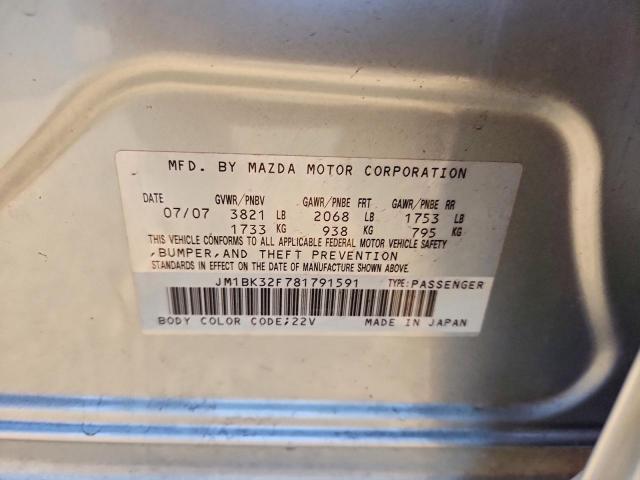 MFD. BY MAZDA MOTOR CORPORATION
DATE GVWR/PNBV GAWR/PNBE FRT GAWR/PNBE RR
07/07 3821 LB 2068 LB 1753 LB
1733 KG 938 KG 795 KG
THIS VEHICLE CONFORMS TO ALL APPLICABLE FEDERAL MOTOR VEHICLE SAFETY
,BUMPER,AND THEFT PREVENTION
STANDARDS IN EFFECT ON THE DATE OF MANUFACTURE SHOWN ABOVE.
JM1BK32F781791591 TYPE:PASSENGER
BODY COLOR CODE;22V MADE IN JAPAN